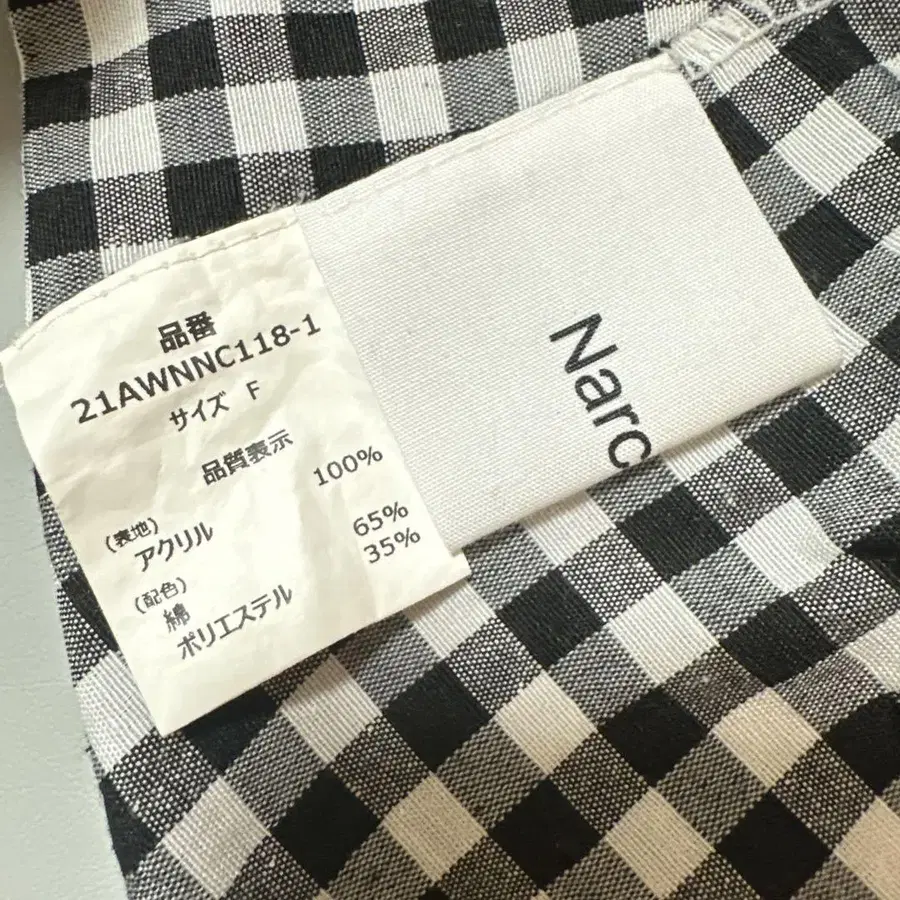 品番
21AWNNC118-1
サイズ F
品質表示
(表地)
アクリル 100%
(配色)
綿 65%
ポリエステル 35%
Narc